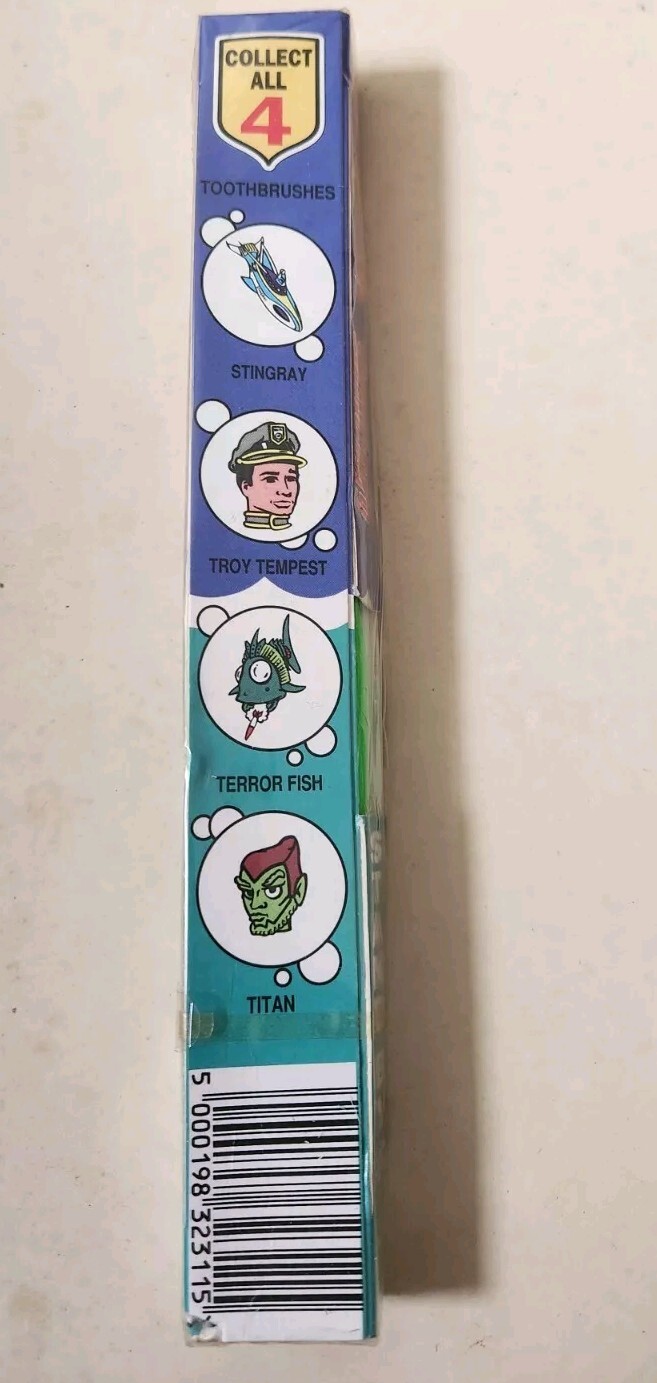 COLLECT
ALL
4
TOOTHBRUSHES
STINGRAY
TROY TEMPEST
TERROR FISH
TITAN
5 000198 323115